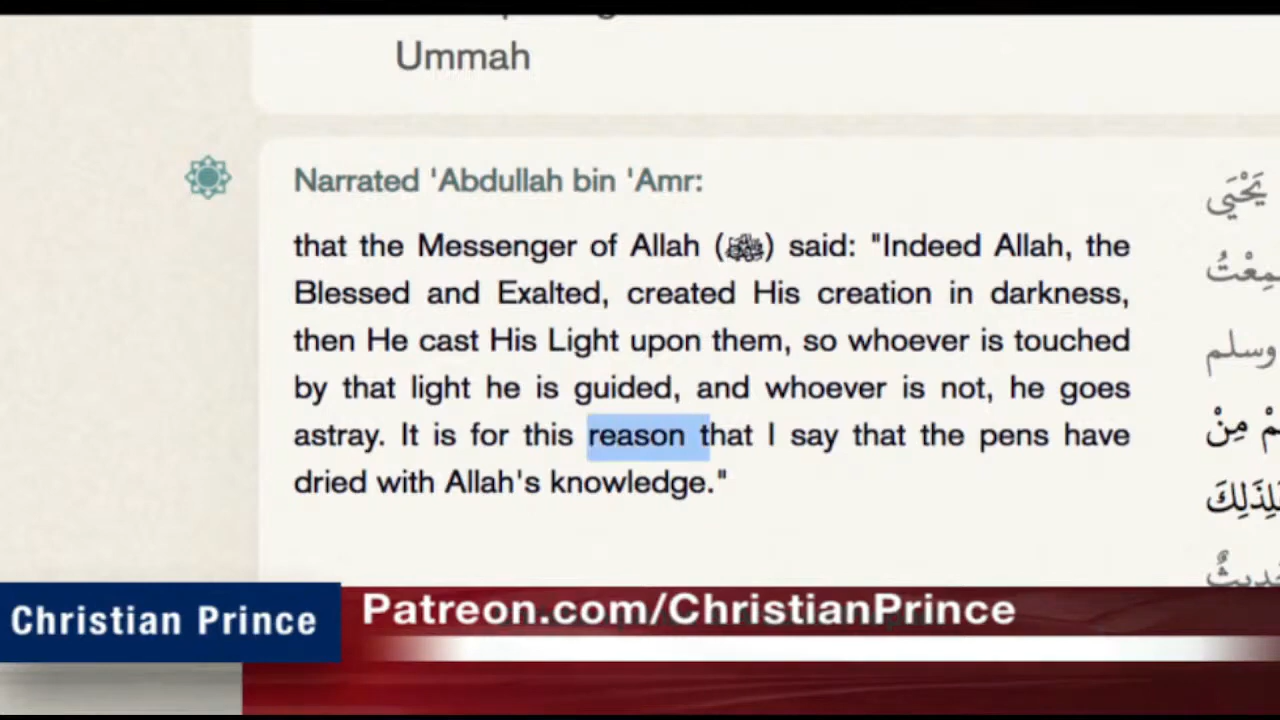 Ummah
Narrated 'Abdullah bin 'Amr:
that the Messenger of Allah (ﷺ) said: "Indeed Allah, the
Blessed and Exalted, created His creation in darkness,
then He cast His Light upon them, so whoever is touched
by that light he is guided, and whoever is not, he goes
astray. It is for this reason that I say that the pens have
dried with Allah's knowledge."
يَحْيَى
وسلم
مْ مِنْ
فَلِذَلِكَ
Christian Prince
Patreon.com/ChristianPrince